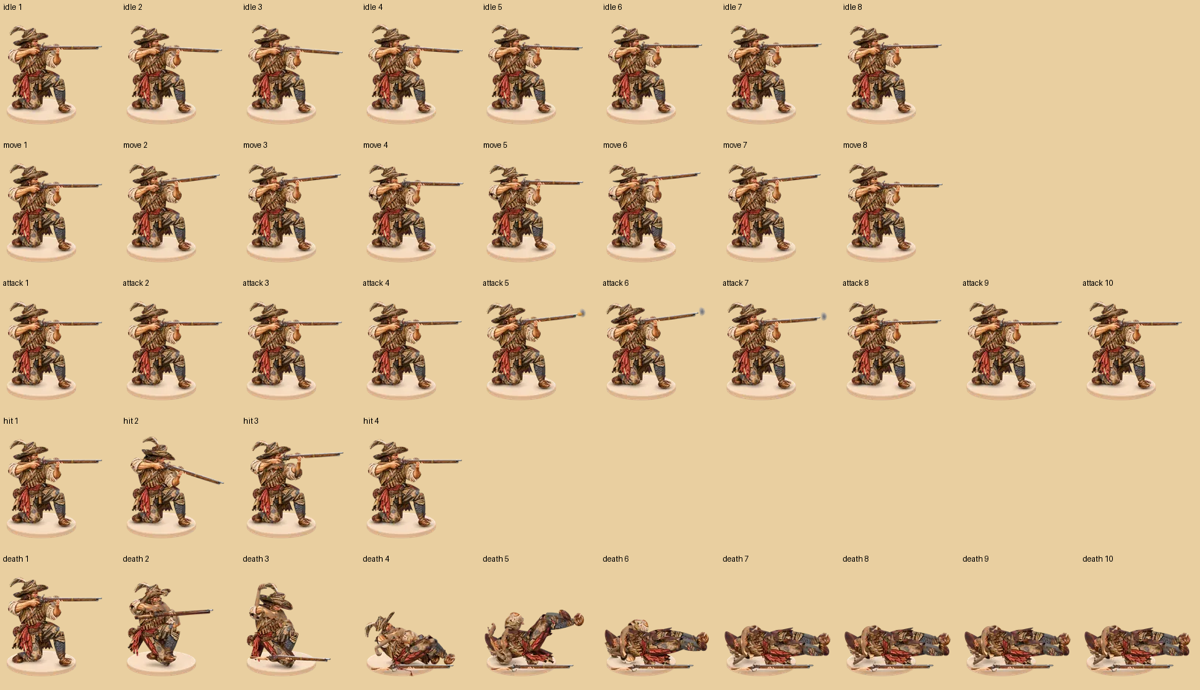 idle 1 idle 2 idle 3 idle 4 idle 5 idle 6 idle 7 idle 8
move 1 move 2 move 3 move 4 move 5 move 6 move 7 move 8
attack 1 attack 2 attack 3 attack 4 attack 5 attack 6 attack 7 attack 8 attack 9 attack 10
hit 1 hit 2 hit 3 hit 4
death 1 death 2 death 3 death 4 death 5 death 6 death 7 death 8 death 9 death 10